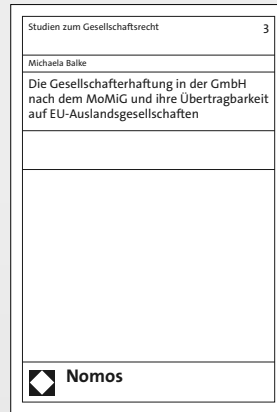 Studien zum Gesellschaftsrecht 3
Michaela Balke
Die Gesellschafterhaftung in der GmbH
nach dem MoMiG und ihre Übertragbarkeit
auf EU-Auslandsgesellschaften
Nomos